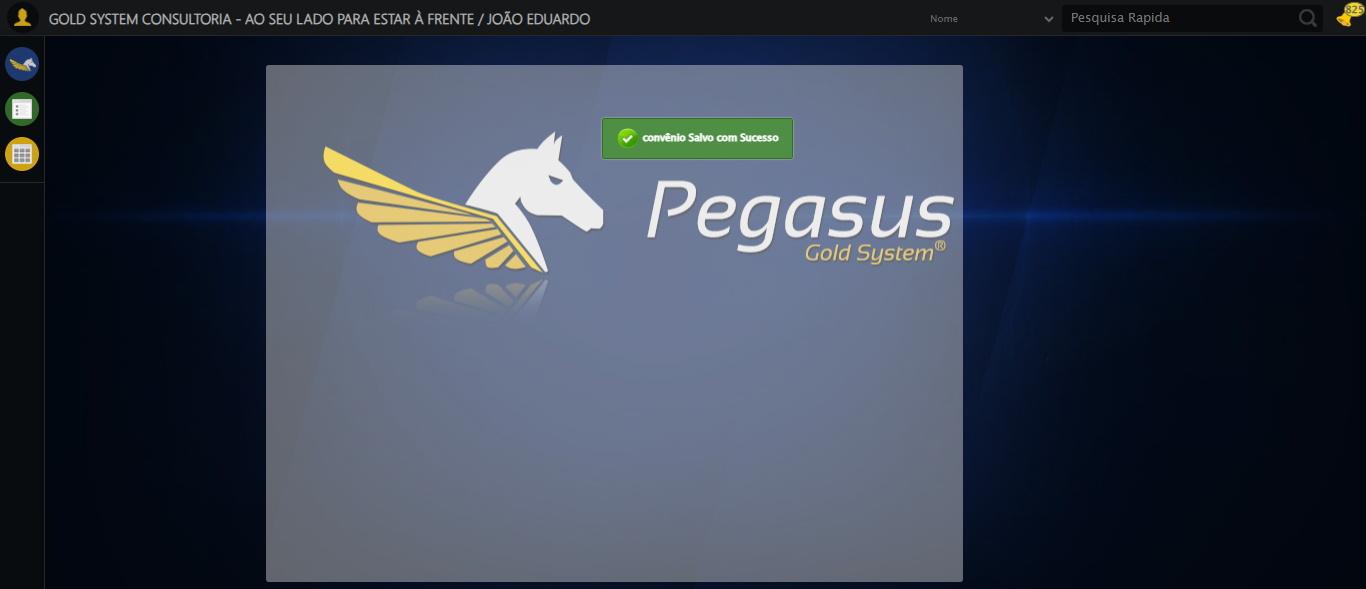 GOLD SYSTEM CONSULTORIA - AO SEU LADO PARA ESTAR À FRENTE / JOÃO EDUARDO
Nome
Pesquisa Rapida
825
convênio Salvo com Sucesso
Pegasus
Gold System®